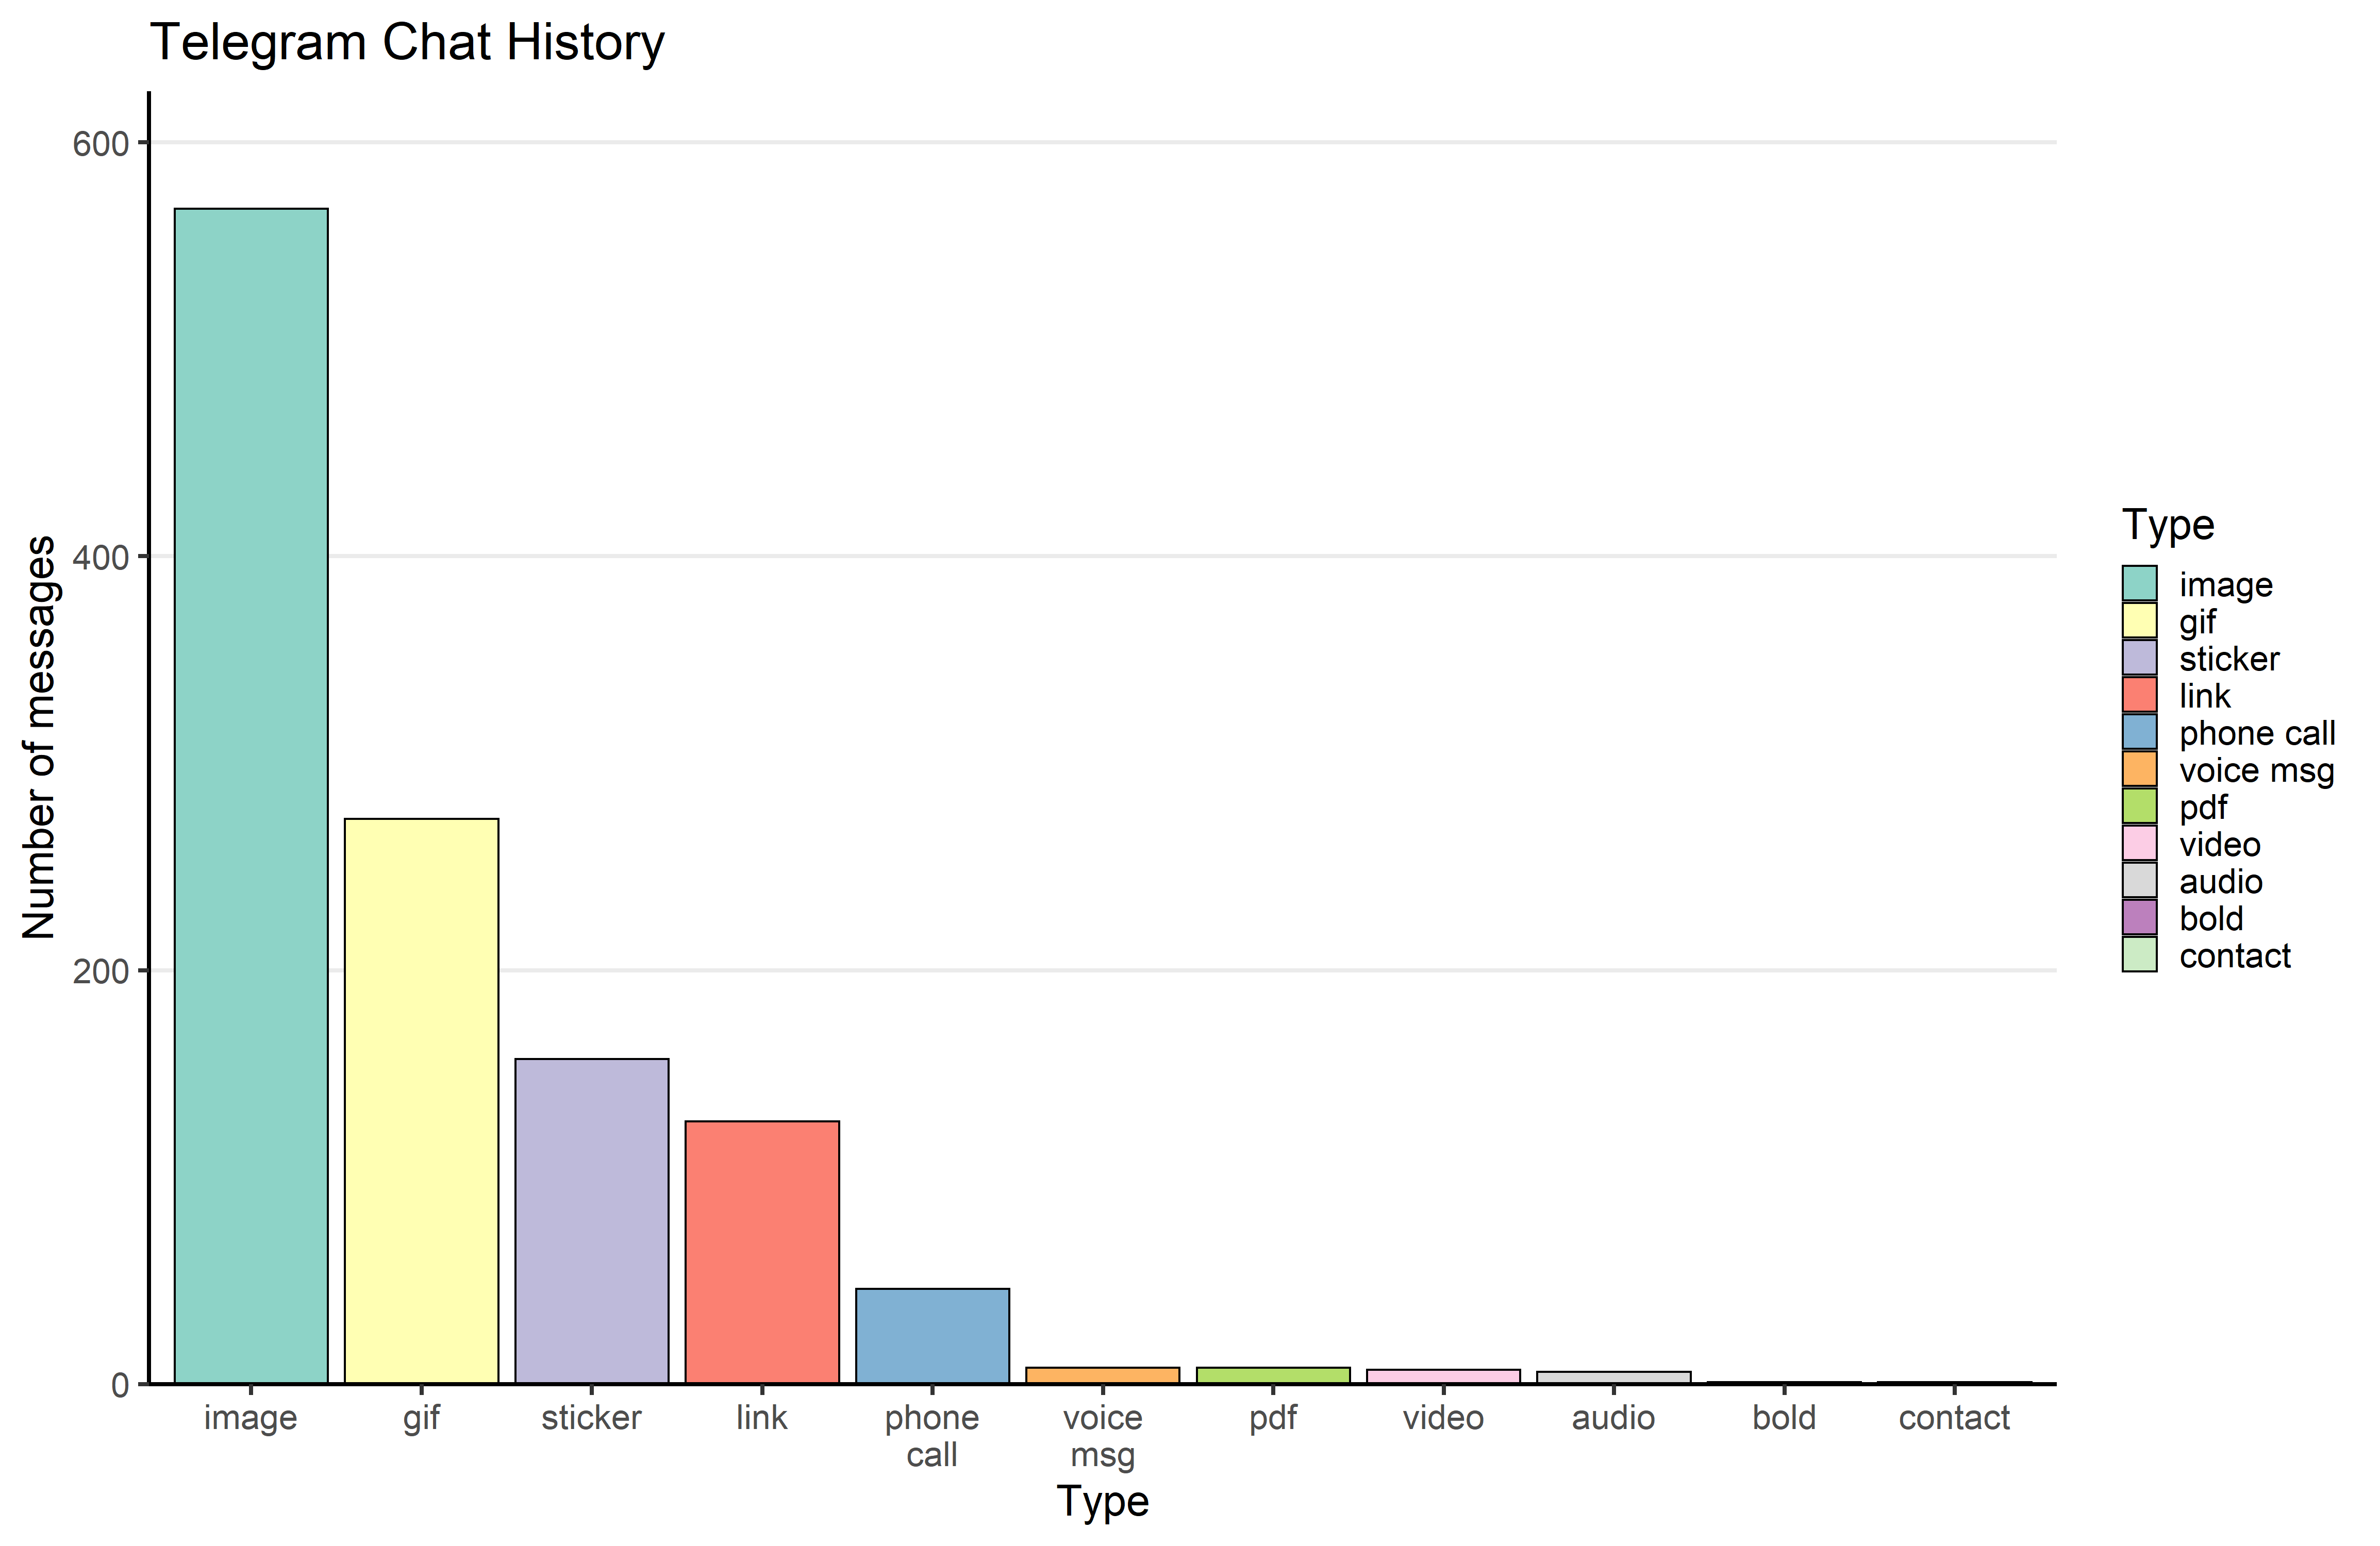 Telegram Chat History
Number of messages
600
400
200
0
image
gif
sticker
link
phone
call
voice
msg
pdf
video
audio
bold
contact
Type
Type
image
gif
sticker
link
phone call
voice msg
pdf
video
audio
bold
contact